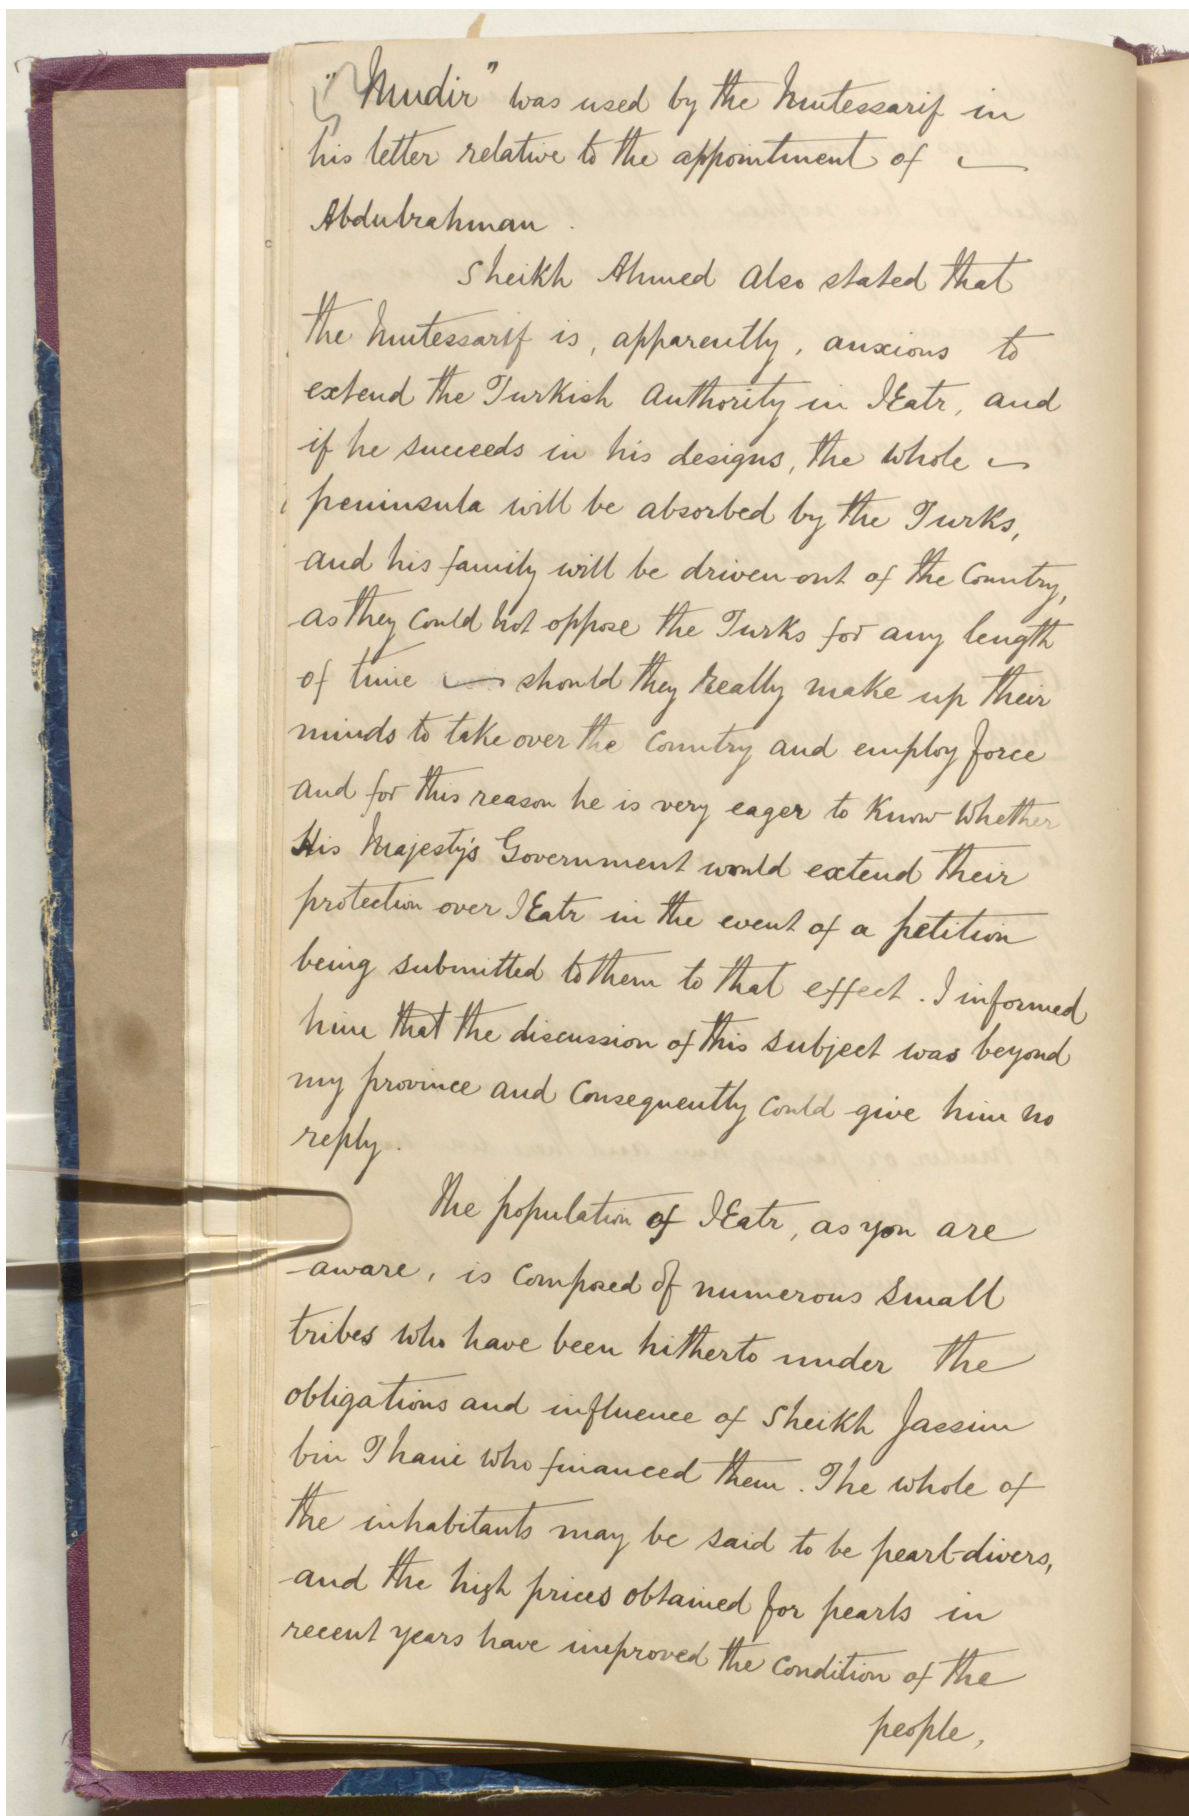 "Mudir" was used by the Mutessarif in
his letter relative to the appointment of
Abdulrahman.
Sheikh Ahmed also stated that
the Mutessarif is, apparently, anxious to
extend the Turkish Authority in Katr, and
if he succeeds in his designs, the whole
peninsula will be absorbed by the Turks,
and his family will be driven out of the Country,
as they could not oppose the Turks for any length
of time should they really make up their
minds to take over the Country and employ force
and for this reason he is very eager to know whether
His Majesty's Government would extend their
protection over Katr in the event of a petition
being submitted to them to that effect. I informed
him that the discussion of this subject was beyond
my province and consequently could give him no
reply.
The population of Katr, as you are
aware, is composed of numerous small
tribes who have been hitherto under the
obligations and influence of Sheikh Jassim
bin Thani who financed them. The whole of
the inhabitants may be said to be pearl-divers,
and the high prices obtained for pearls in
recent years have improved the condition of the
people,